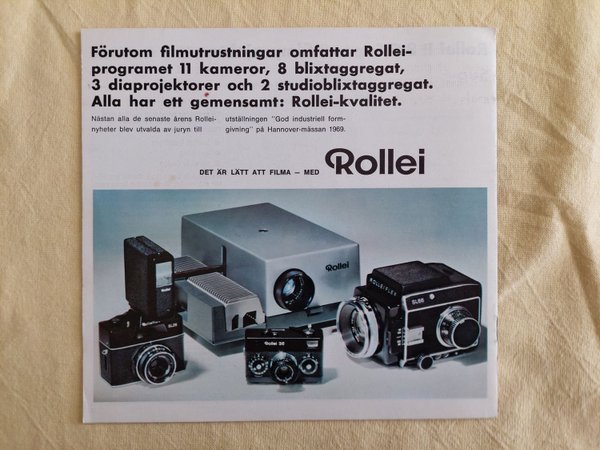 Förutom filmutrustningar omfattar Rollei-
programet 11 kameror, 8 blixtaggregat,
3 diaprojektorer och 2 studioblixtaggregat.
Alla har ett gemensamt: Rollei-kvalitet.
Nästan alla de senaste årens Rollei-
nyheter blev utvalda av juryn till
utställningen "God industriell form-
givning" på Hannover-mässan 1969.
DET ÄR LÄTT ATT FILMA – MED Rollei
Rollei
ROLLEIFLEX
SL66
Rollei 35